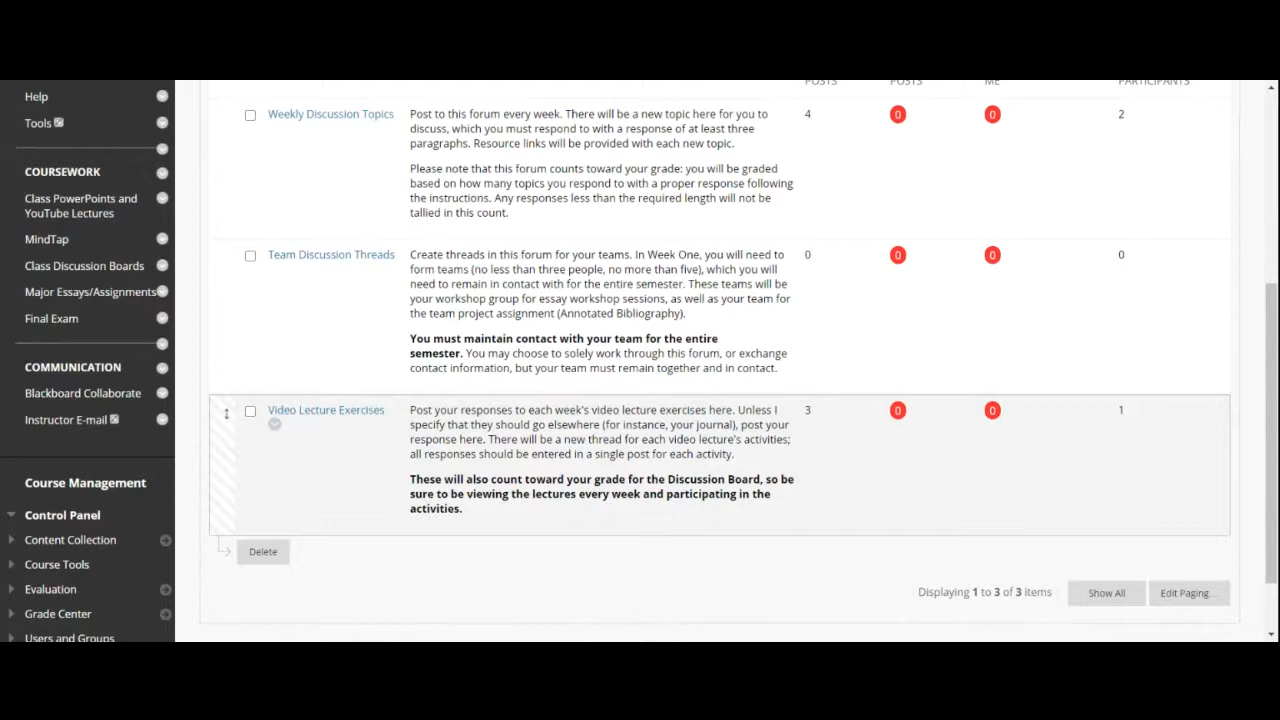 Help
Tools
COURSEWORK
Class PowerPoints and
YouTube Lectures
MindTap
Class Discussion Boards
Major Essays/Assignments
Final Exam
COMMUNICATION
Blackboard Collaborate
Instructor E-mail
Course Management
Control Panel
Content Collection
Course Tools
Evaluation
Grade Center
Users and Groups
POSTS POSTS ME PARTICIPANTS
Weekly Discussion Topics
Post to this forum every week. There will be a new topic here for you to
discuss, which you must respond to with a response of at least three
paragraphs. Resource links will be provided with each new topic.
Please note that this forum counts toward your grade: you will be graded
based on how many topics you respond to with a proper response following
the instructions. Any responses less than the required length will not be
tallied in this count.
4 0 0 2
Team Discussion Threads
Create threads in this forum for your teams. In Week One, you will need to
form teams (no less than three people, no more than five), which you will
need to remain in contact with for the entire semester. These teams will be
your workshop group for essay workshop sessions, as well as your team for
the team project assignment (Annotated Bibliography).
You must maintain contact with your team for the entire
semester. You may choose to solely work through this forum, or exchange
contact information, but your team must remain together and in contact.
0 0 0 0
Video Lecture Exercises
Post your responses to each week's video lecture exercises here. Unless I
specify that they should go elsewhere (for instance, your journal), post your
response here. There will be a new thread for each video lecture's activities;
all responses should be entered in a single post for each activity.
These will also count toward your grade for the Discussion Board, so be
sure to be viewing the lectures every week and participating in the
activities.
3 0 0 1
Delete
Displaying 1 to 3 of 3 items Show All Edit Paging...